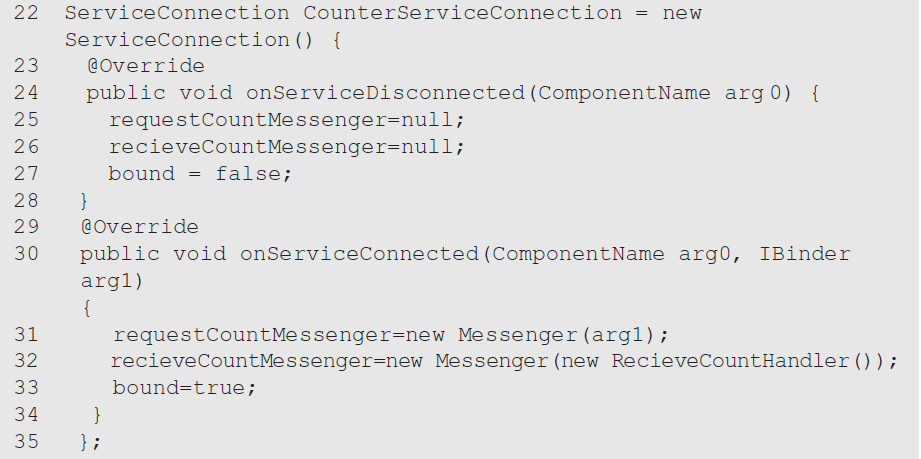 22 ServiceConnection CounterServiceConnection = new
ServiceConnection() {
23 @Override
24 public void onServiceDisconnected(ComponentName arg 0) {
25 requestCountMessenger=null;
26 recieveCountMessenger=null;
27 bound = false;
28 }
29 @Override
30 public void onServiceConnected(ComponentName arg0, IBinder
arg1)
{
31 requestCountMessenger=new Messenger(arg1);
32 recieveCountMessenger=new Messenger(new RecieveCountHandler());
33 bound=true;
34 }
35 };